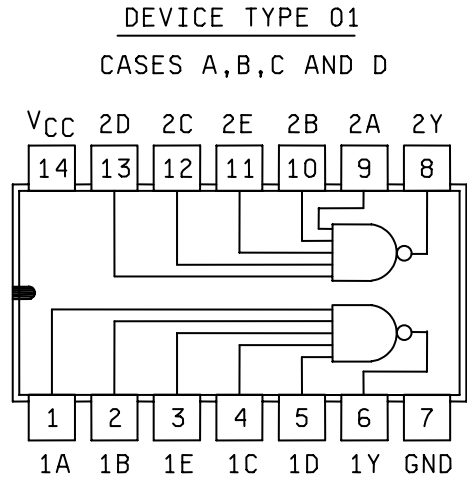 DEVICE TYPE 01
CASES A,B,C AND D
VCC 2D 2C 2E 2B 2A 2Y
14 13 12 11 10 9 8
1 2 3 4 5 6 7
1A 1B 1E 1C 1D 1Y GND